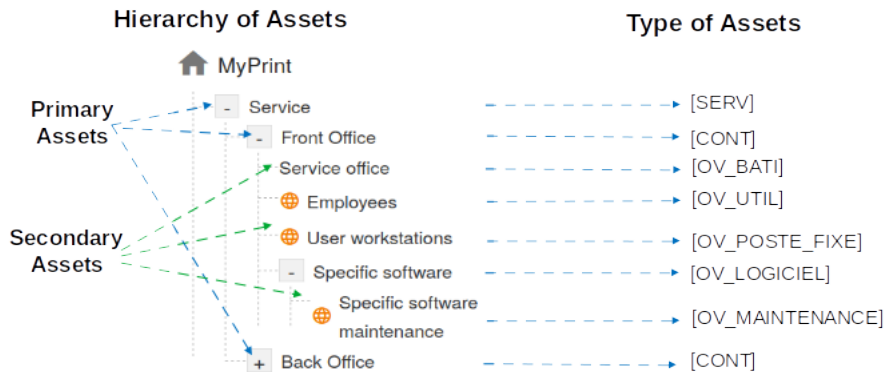 Hierarchy of Assets
Type of Assets
MyPrint
Primary
Assets
- Service
[SERV]
- Front Office
[CONT]
Service office
[OV_BATI]
Employees
[OV_UTIL]
Secondary
Assets
User workstations
[OV_POSTE_FIXE]
- Specific software
[OV_LOGICIEL]
Specific software
maintenance
[OV_MAINTENANCE]
+ Back Office
[CONT]